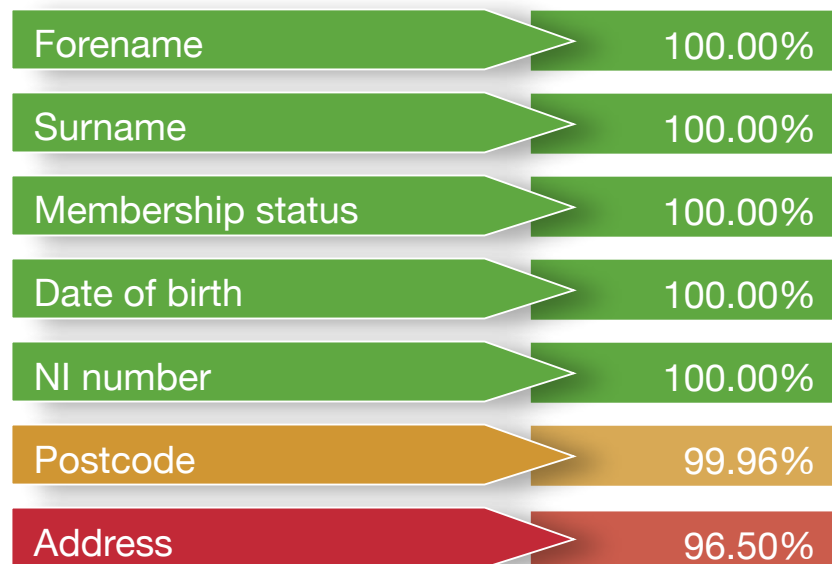 Forename 100.00%
Surname 100.00%
Membership status 100.00%
Date of birth 100.00%
NI number 100.00%
Postcode 99.96%
Address 96.50%